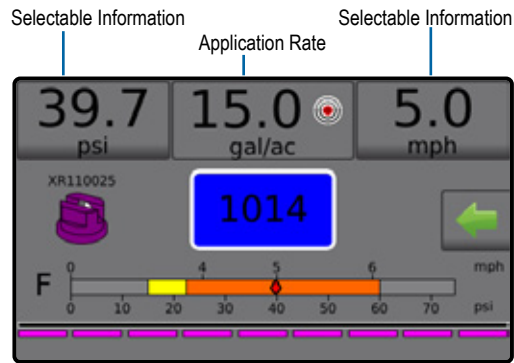 Selectable Information
Selectable Information
Application Rate
39.7
psi
15.0
gal/ac
5.0
mph
XR110025
1014
F
0 4 5 6 mph
0 10 20 30 40 50 60 70 psi